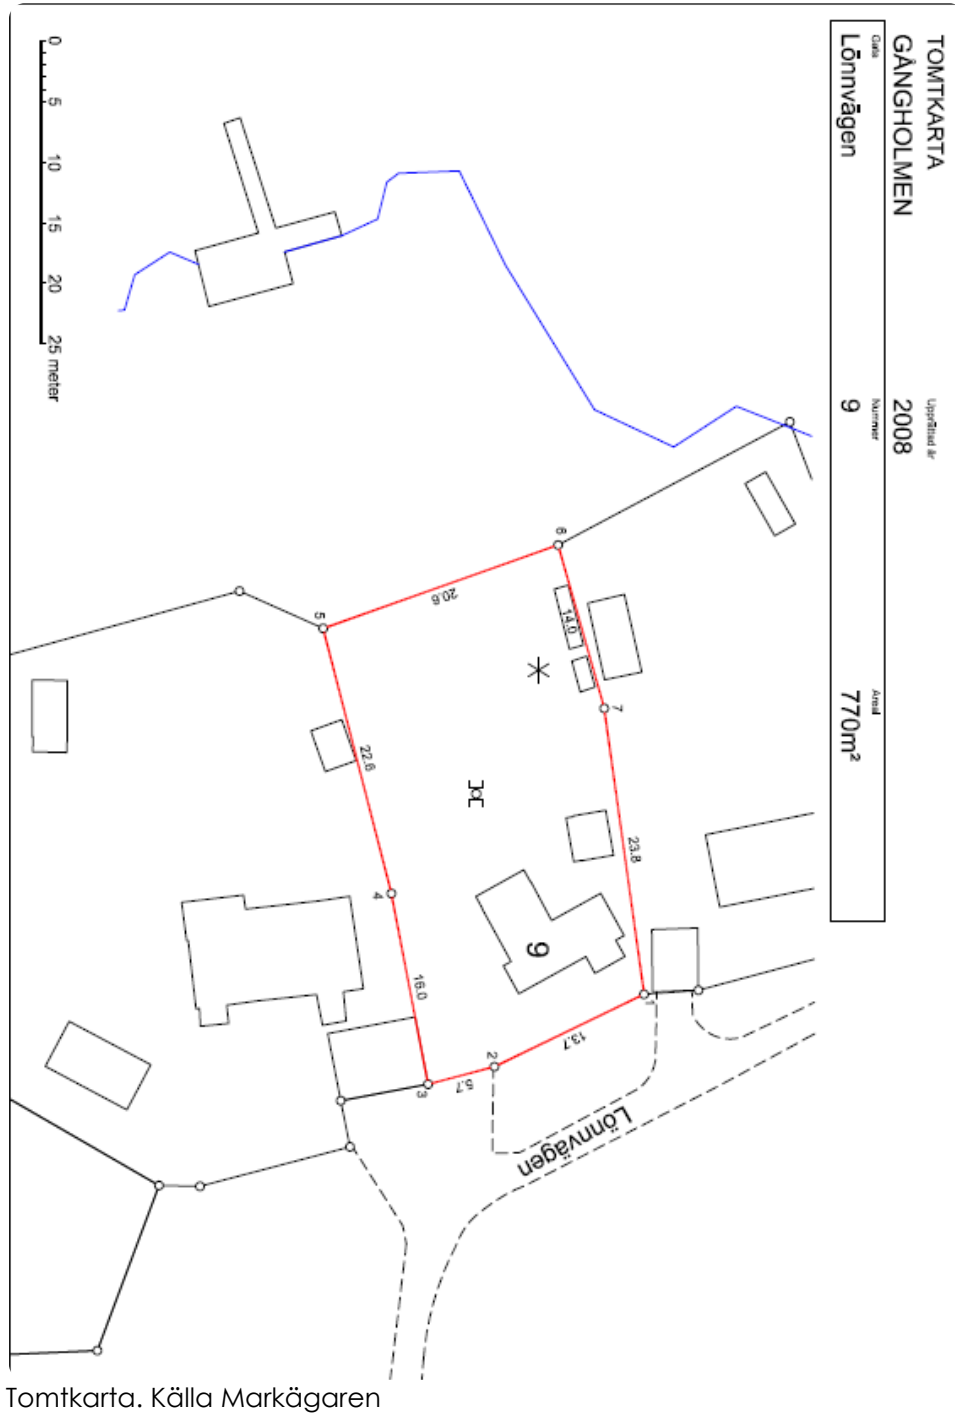 TOMTKARTA
Upprättad år
GÅNGHOLMEN 2008
Gata Nummer Areal
Lönnvägen 9 770m²
0 5 10 15 20 25 meter
6
5
20.6
14.0
7
22.6
23.8
4
9
16.0
1
13.7
2
5.7
3
Lönnvägen
Tomtkarta. Källa Markägaren